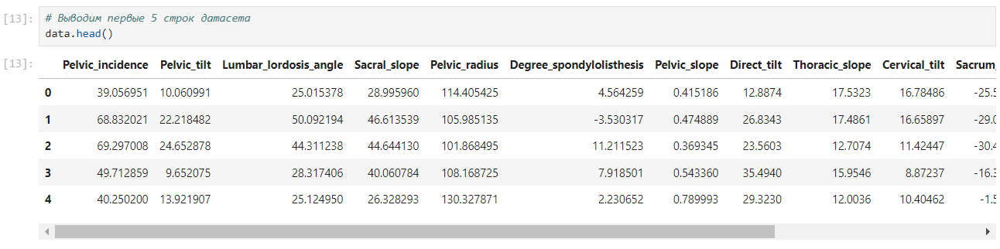 [13]: # Выводим первые 5 строк датасета
data.head()
[13]: Pelvic_incidence Pelvic_tilt Lumbar_lordosis_angle Sacral_slope Pelvic_radius Degree_spondylolisthesis Pelvic_slope Direct_tilt Thoracic_slope Cervical_tilt Sacrum_
0 39.056951 10.060991 25.015378 28.995960 114.405425 4.564259 0.415186 12.8874 17.5323 16.78486 -25.5
1 68.832021 22.218482 50.092194 46.613539 105.985135 -3.530317 0.474889 26.8343 17.4861 16.65897 -29.0
2 69.297008 24.652878 44.311238 44.644130 101.868495 11.211523 0.369345 23.5603 12.7074 11.42447 -30.4
3 49.712859 9.652075 28.317406 40.060784 108.168725 7.918501 0.543360 35.4940 15.9546 8.87237 -16.3
4 40.250200 13.921907 25.124950 26.328293 130.327871 2.230652 0.789993 29.3230 12.0036 10.40462 -1.5